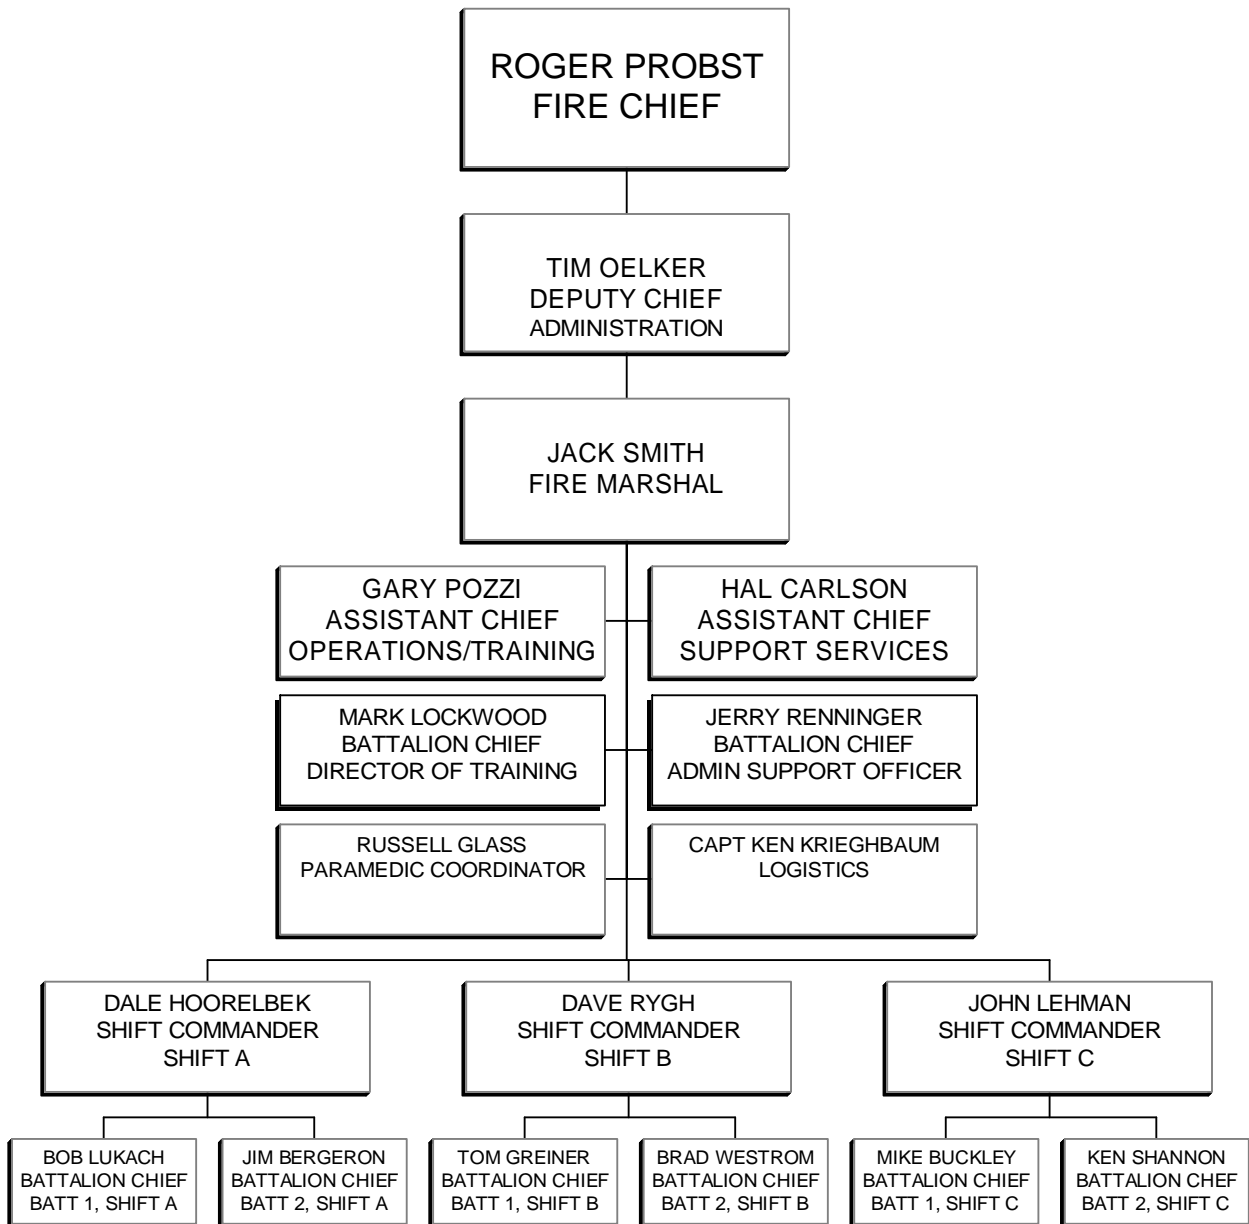 ROGER PROBST
FIRE CHIEF
TIM OELKER
DEPUTY CHIEF
ADMINISTRATION
JACK SMITH
FIRE MARSHAL
GARY POZZI
ASSISTANT CHIEF
OPERATIONS/TRAINING
HAL CARLSON
ASSISTANT CHIEF
SUPPORT SERVICES
MARK LOCKWOOD
BATTALION CHIEF
DIRECTOR OF TRAINING
JERRY RENNINGER
BATTALION CHIEF
ADMIN SUPPORT OFFICER
RUSSELL GLASS
PARAMEDIC COORDINATOR
CAPT KEN KRIEGHBAUM
LOGISTICS
DALE HOORELBEK
SHIFT COMMANDER
SHIFT A
DAVE RYGH
SHIFT COMMANDER
SHIFT B
JOHN LEHMAN
SHIFT COMMANDER
SHIFT C
BOB LUKACH
BATTALION CHIEF
BATT 1, SHIFT A
JIM BERGERON
BATTALION CHIEF
BATT 2, SHIFT A
TOM GREINER
BATTALION CHIEF
BATT 1, SHIFT B
BRAD WESTROM
BATTALION CHIEF
BATT 2, SHIFT B
MIKE BUCKLEY
BATTALION CHIEF
BATT 1, SHIFT C
KEN SHANNON
BATTALION CHEF
BATT 2, SHIFT C